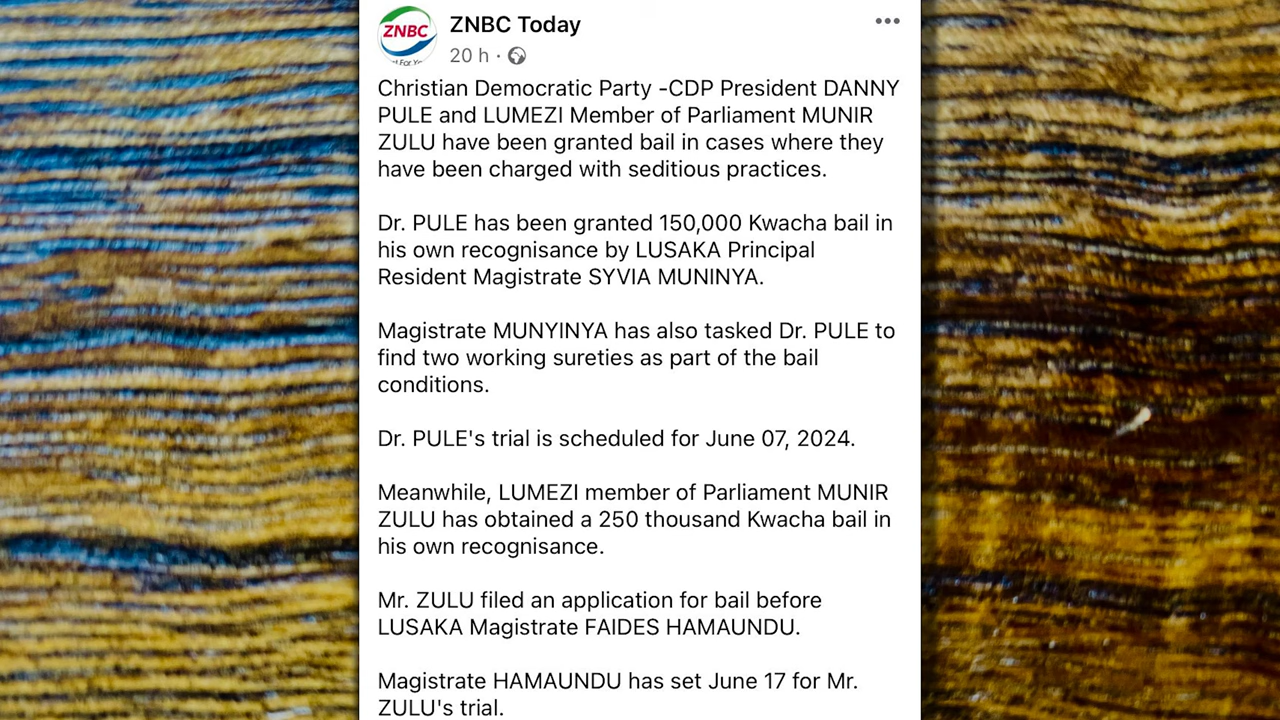 ZNBC
ZNBC Today
20 h ·
Christian Democratic Party -CDP President DANNY
PULE and LUMEZI Member of Parliament MUNIR
ZULU have been granted bail in cases where they
have been charged with seditious practices.
Dr. PULE has been granted 150,000 Kwacha bail in
his own recognisance by LUSAKA Principal
Resident Magistrate SYVIA MUNINYA.
Magistrate MUNYINYA has also tasked Dr. PULE to
find two working sureties as part of the bail
conditions.
Dr. PULE's trial is scheduled for June 07, 2024.
Meanwhile, LUMEZI member of Parliament MUNIR
ZULU has obtained a 250 thousand Kwacha bail in
his own recognisance.
Mr. ZULU filed an application for bail before
LUSAKA Magistrate FAIDES HAMAUNDU.
Magistrate HAMAUNDU has set June 17 for Mr.
ZULU's trial.